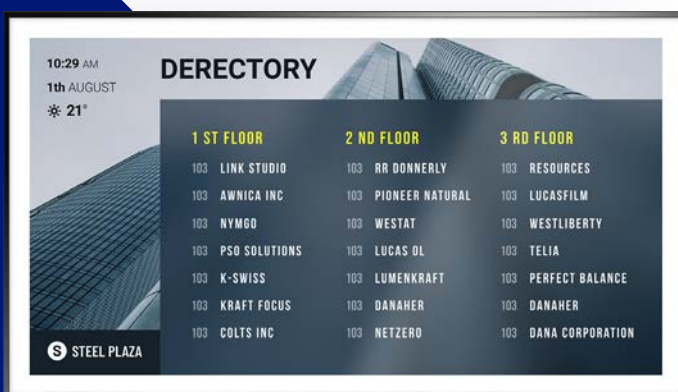 10:29 AM
1th AUGUST
21°
DERECTORY
1 ST FLOOR
103 LINK STUDIO
103 AWNICA INC
103 NYMGO
103 PSO SOLUTIONS
103 K-SWISS
103 KRAFT FOCUS
103 COLTS INC
2 ND FLOOR
103 RR DONNERLY
103 PIONEER NATURAL
103 WESTAT
103 LUCAS OL
103 LUMENKRAFT
103 DANAHER
103 NETZERO
3 RD FLOOR
103 RESOURCES
103 LUCASFILM
103 WESTLIBERTY
103 TELIA
103 PERFECT BALANCE
103 DANAHER
103 DANA CORPORATION
S STEEL PLAZA